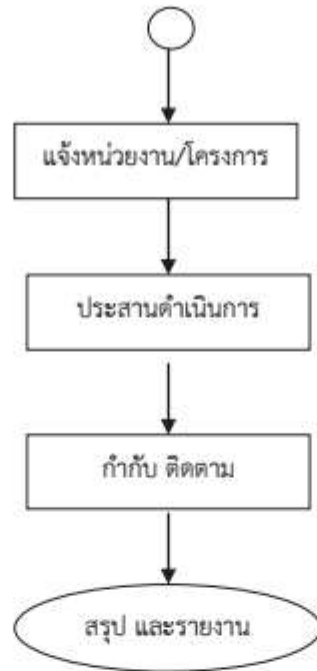 แจ้งหน่วยงาน/โครงการ
ประสานดำเนินการ
กำกับ ติดตาม
สรุป และรายงาน